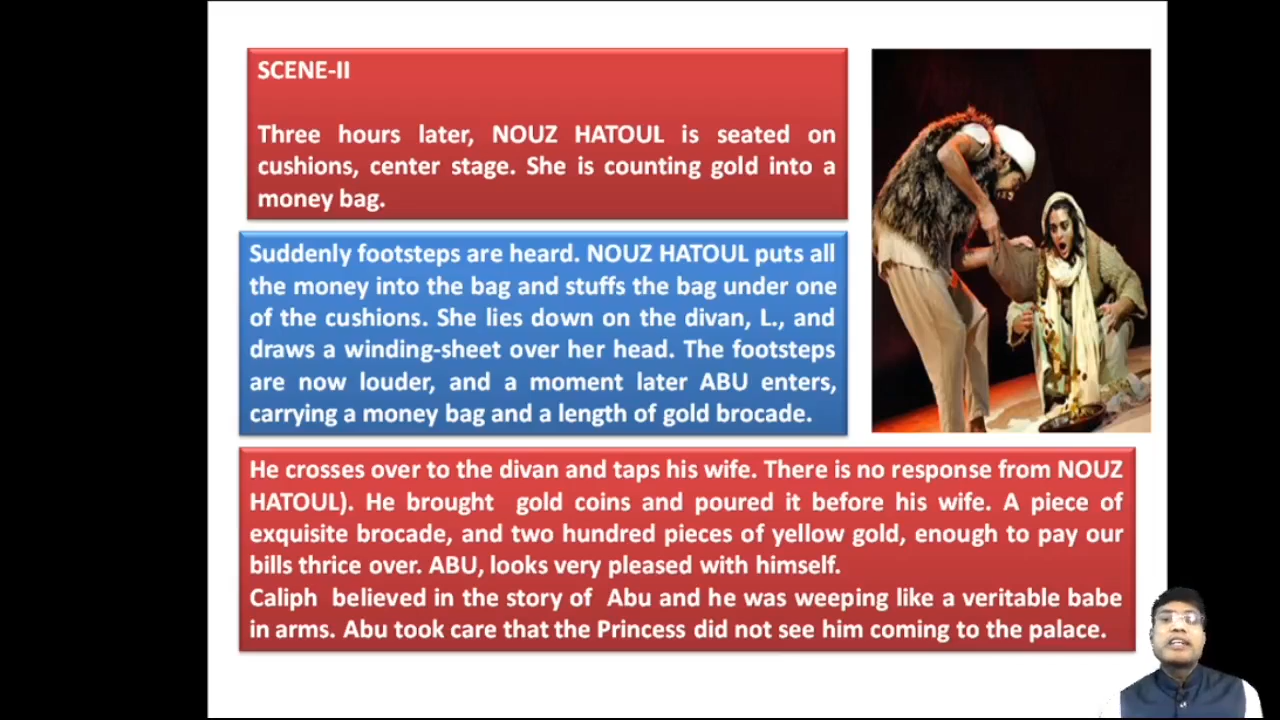 SCENE-II
Three hours later, NOUZ HATOUL is seated on
cushions, center stage. She is counting gold into a
money bag.
Suddenly footsteps are heard. NOUZ HATOUL puts all
the money into the bag and stuffs the bag under one
of the cushions. She lies down on the divan, L., and
draws a winding-sheet over her head. The footsteps
are now louder, and a moment later ABU enters,
carrying a money bag and a length of gold brocade.
He crosses over to the divan and taps his wife. There is no response from NOUZ
HATOUL). He brought gold coins and poured it before his wife. A piece of
exquisite brocade, and two hundred pieces of yellow gold, enough to pay our
bills thrice over. ABU, looks very pleased with himself.
Caliph believed in the story of Abu and he was weeping like a veritable babe
in arms. Abu took care that the Princess did not see him coming to the palace.